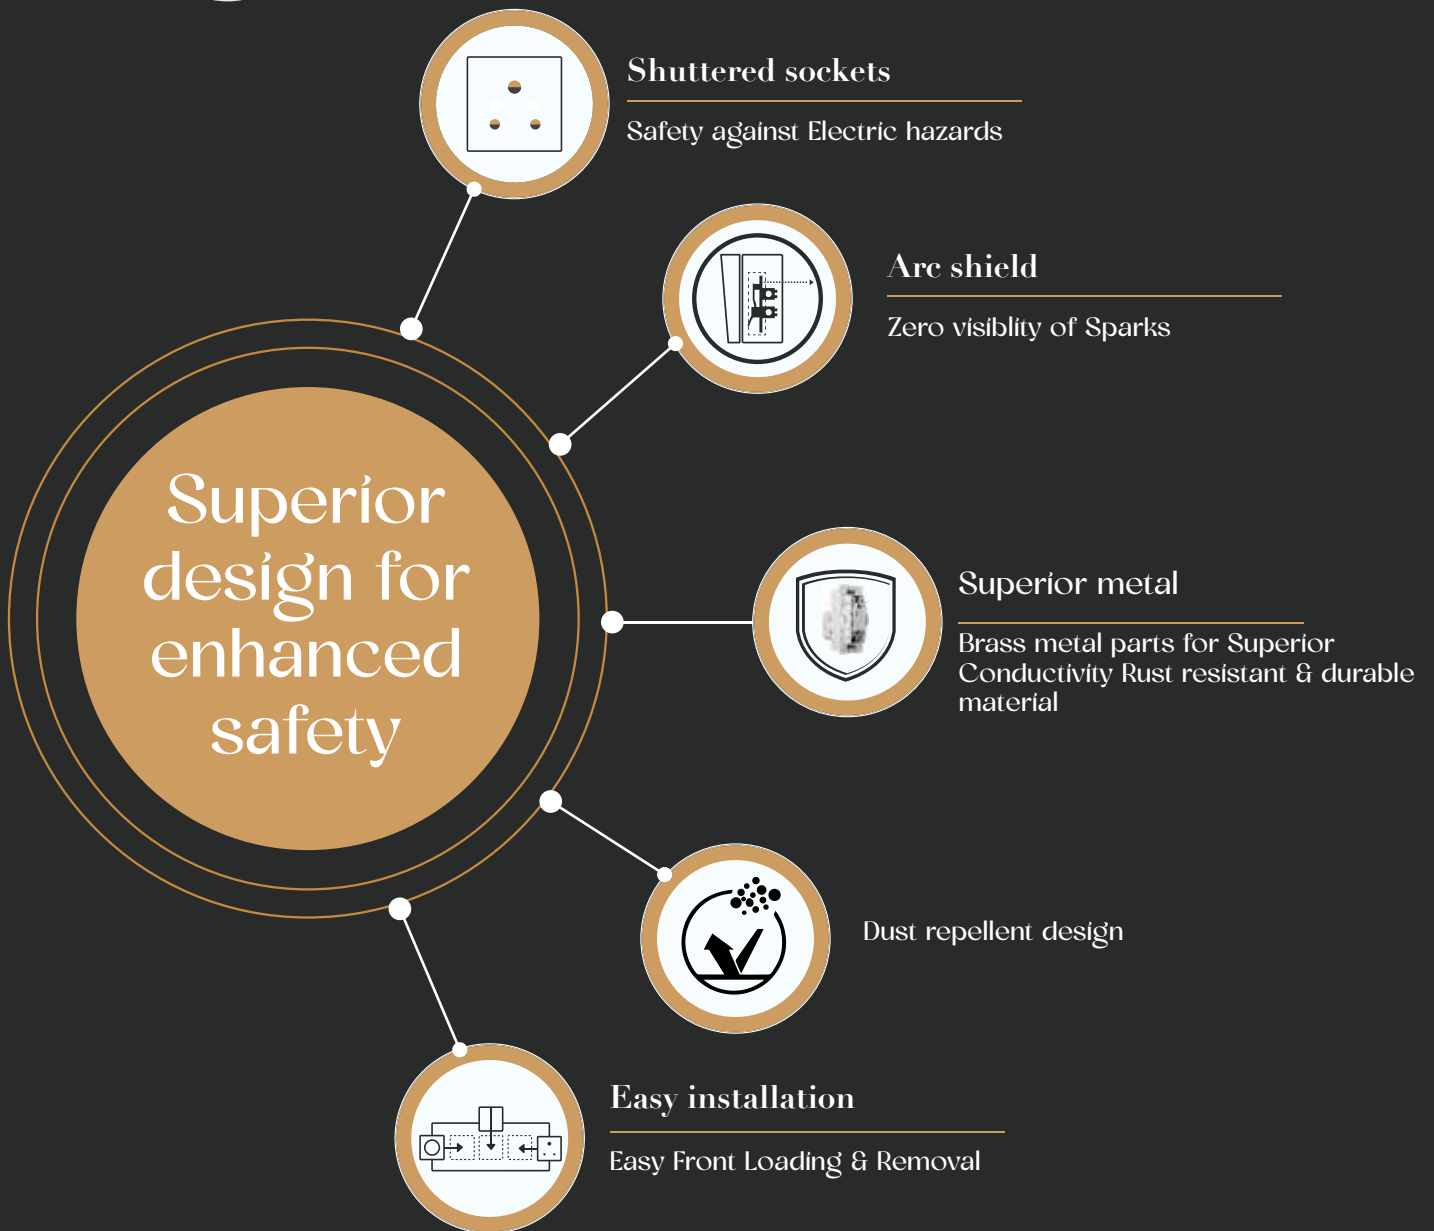 Shuttered sockets
Safety against Electric hazards
Arc shield
Zero visiblity of Sparks
Superior
design for
enhanced
safety
Superior metal
Brass metal parts for Superior
Conductivity Rust resistant & durable
material
Dust repellent design
Easy installation
Easy Front Loading & Removal